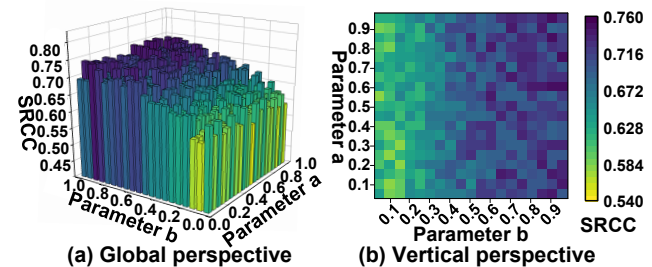 0.80
0.75
0.70
0.65
0.60
0.55
0.50
0.45
SRCC
1.0 0.8 0.6 0.4 0.2 0.0
Parameter b
0.0 0.2 0.4 0.6 0.8 1.0
Parameter a
(a) Global perspective
0.9
0.8
0.7
0.6
0.5
0.4
0.3
0.2
0.1
Parameter a
0.1 0.2 0.3 0.4 0.5 0.6 0.7 0.8 0.9
Parameter b
(b) Vertical perspective
0.760
0.716
0.672
0.628
0.584
0.540
SRCC